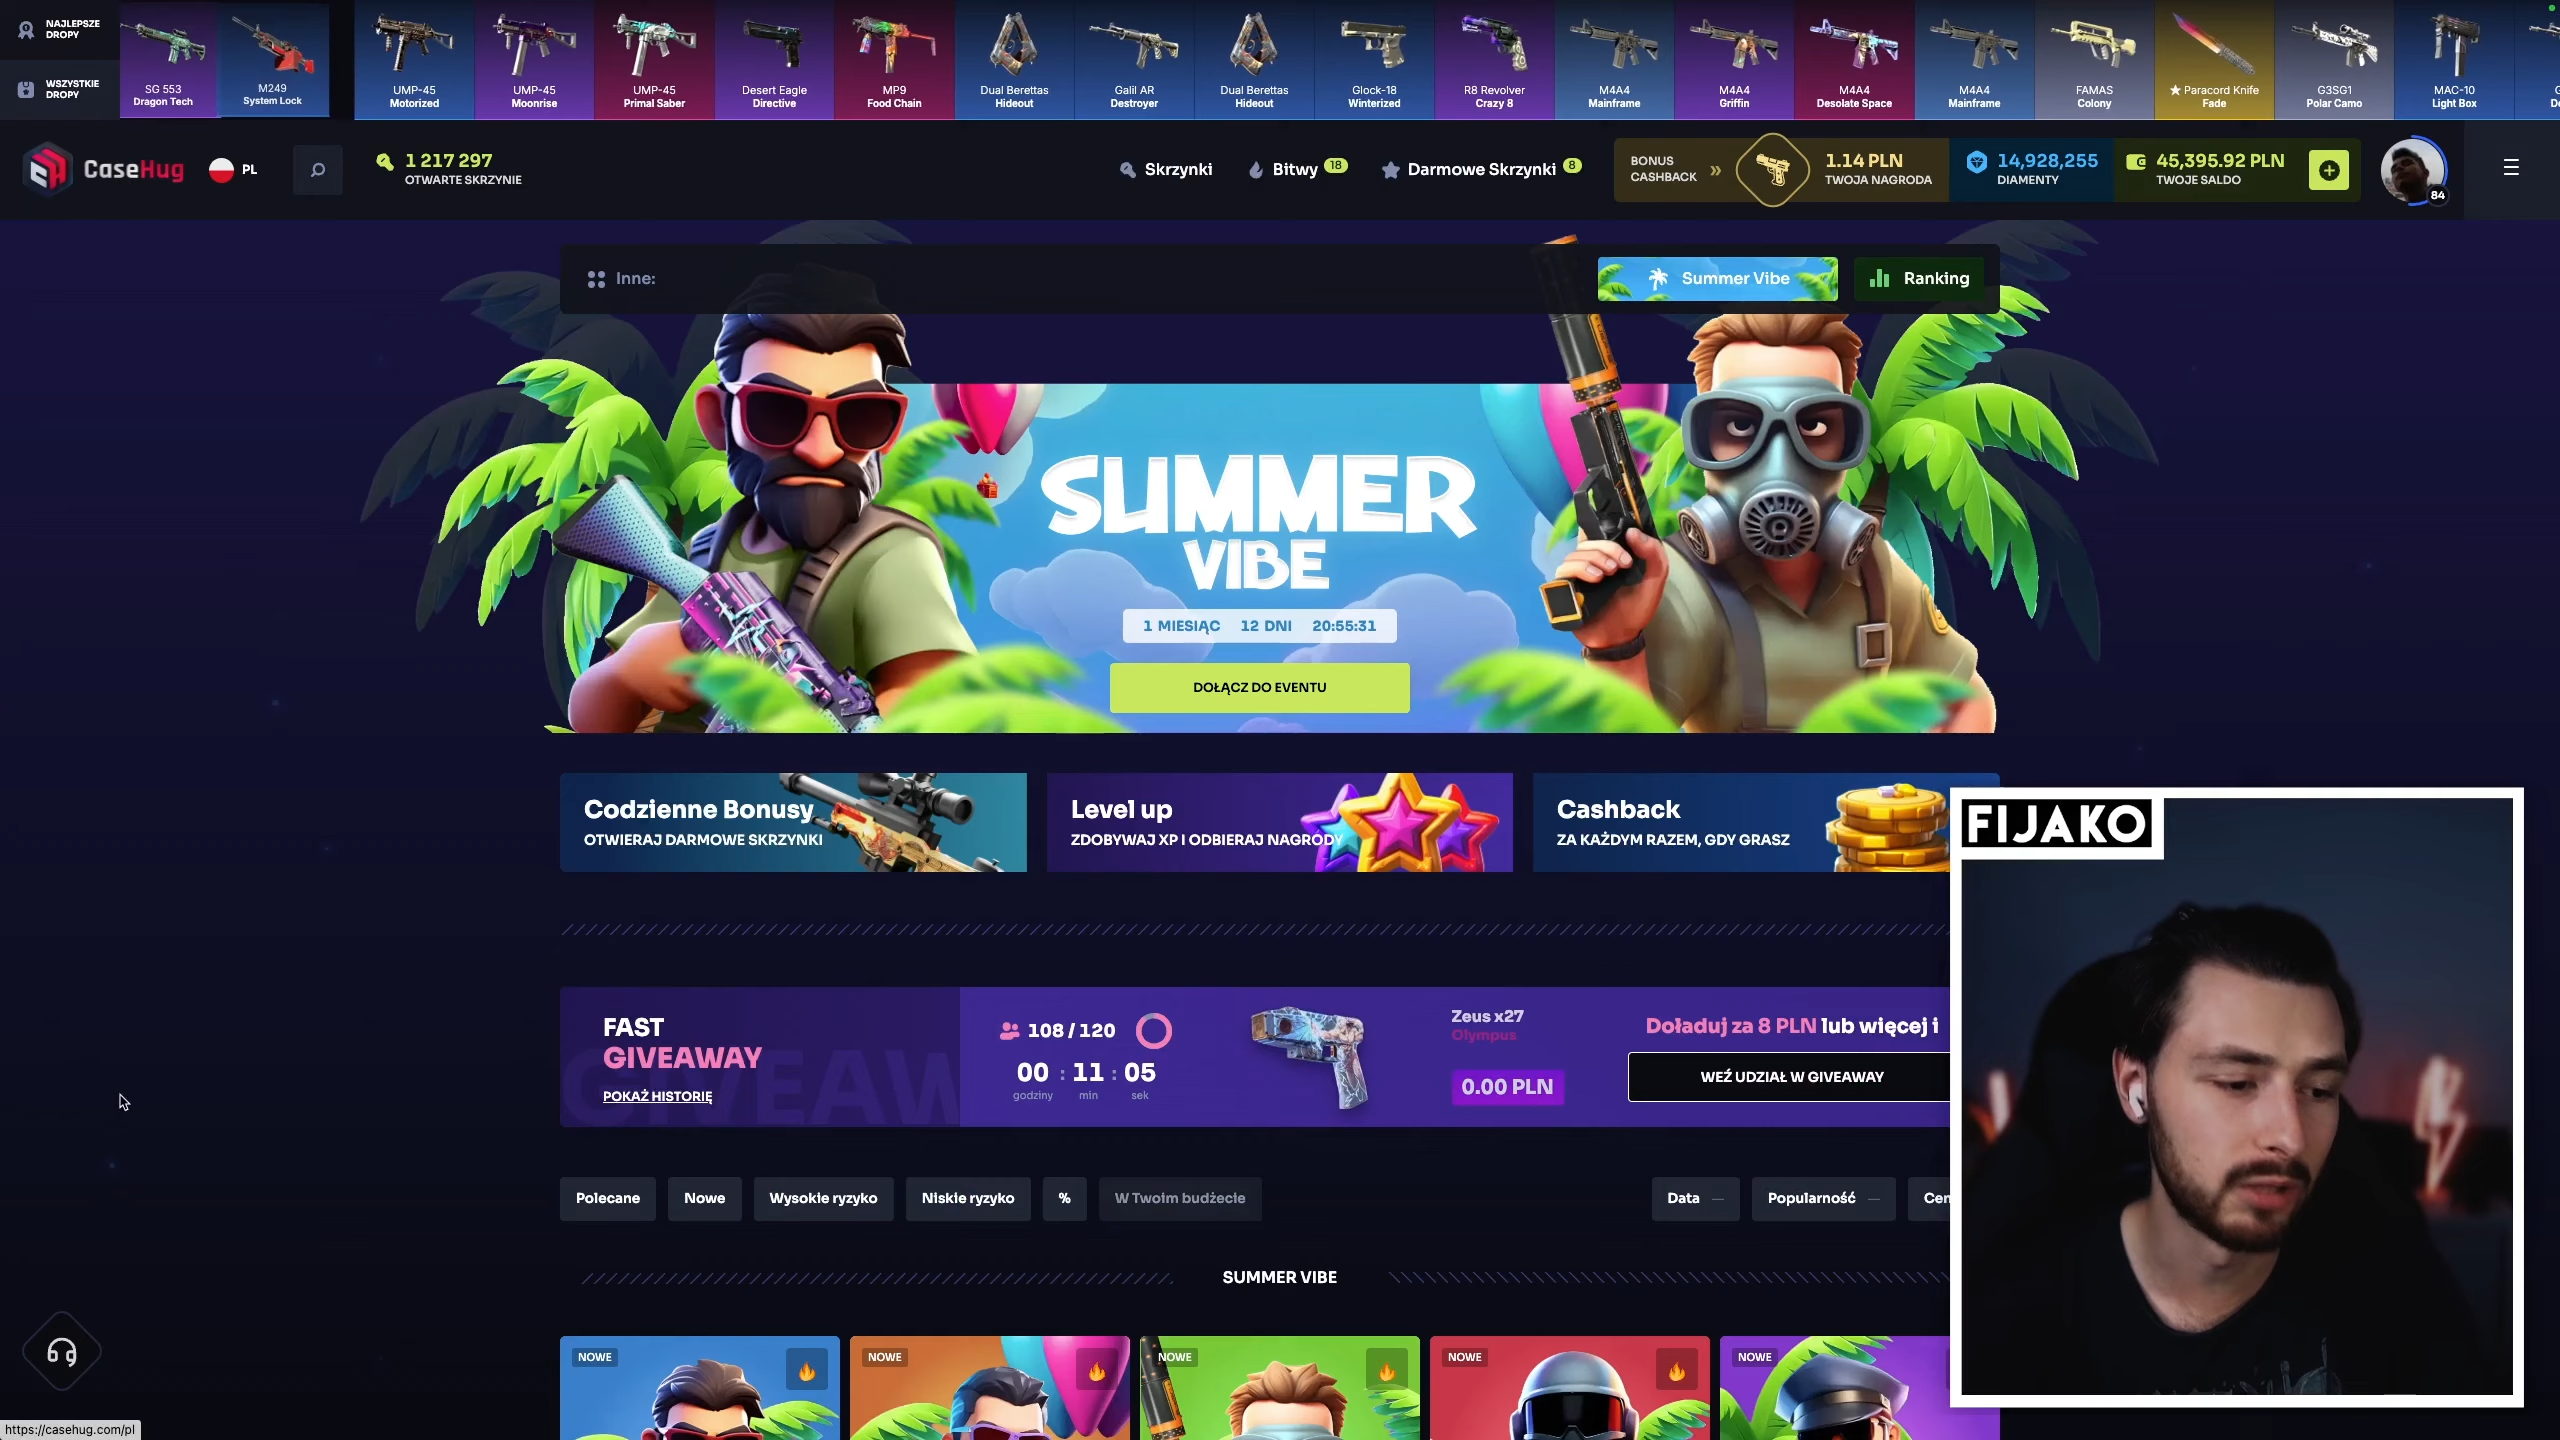 NAJLEPSZE
DROPY
WSZYSTKIE
DROPY
SG 553
Dragon Tech
M249
System Lock
UMP-45
Motorized
UMP-45
Moonrise
UMP-45
Primal Saber
Desert Eagle
Directive
MP9
Food Chain
Dual Berettas
Hideout
Galil AR
Destroyer
Dual Berettas
Hideout
Glock-18
Winterized
R8 Revolver
Crazy 8
M4A4
Mainframe
M4A4
Griffin
M4A4
Desolate Space
M4A4
Mainframe
FAMAS
Colony
★ Paracord Knife
Fade
G3SG1
Polar Camo
MAC-10
Light Box
CaseHug
PL
1 217 297
OTWARTE SKRZYNIE
Skrzynki
Bitwy 18
Darmowe Skrzynki 8
BONUS
CASHBACK »
1.14 PLN
TWOJA NAGRODA
14,928,255
DIAMENTY
45,395.92 PLN
TWOJE SALDO
84
Inne:
Summer Vibe
Ranking
SUMMER
VIBE
1 MIESIĄC 12 DNI 20:55:31
DOŁĄCZ DO EVENTU
Codzienne Bonusy
OTWIERAJ DARMOWE SKRZYNKI
Level up
ZDOBYWAJ XP I ODBIERAJ NAGRODY
Cashback
ZA KAŻDYM RAZEM, GDY GRASZ
FIJAKO
FAST
GIVEAWAY
POKAŻ HISTORIĘ
GIVEAW
108 / 120
00 : 11 : 05
godziny min sek
Zeus x27
Olympus
0.00 PLN
Doładuj za 8 PLN lub więcej i
WEŹ UDZIAŁ W GIVEAWAY
Polecane
Nowe
Wysokie ryzyko
Niskie ryzyko
%
W Twoim budżecie
Data —
Popularność —
Cen
SUMMER VIBE
NOWE
NOWE
NOWE
NOWE
NOWE
https://casehug.com/pl